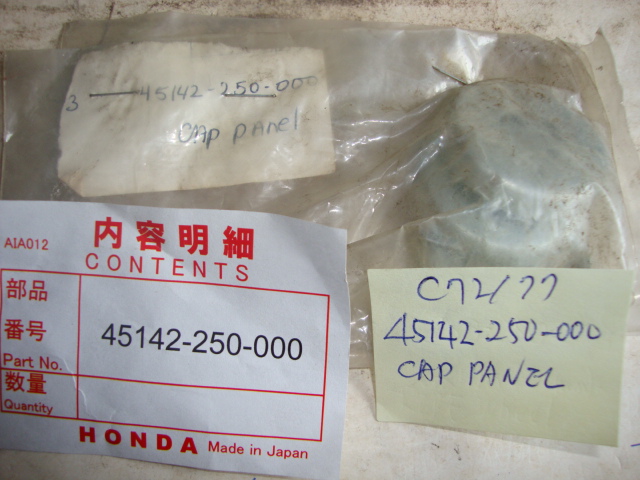 3 — 45142-250-000
CAP PANEL
AIA012
内容明細
CONTENTS
部品
番号
Part No.
45142-250-000
数量
Quantity
HONDA Made in Japan
C72/77
45142-250-000
CAP PANEL